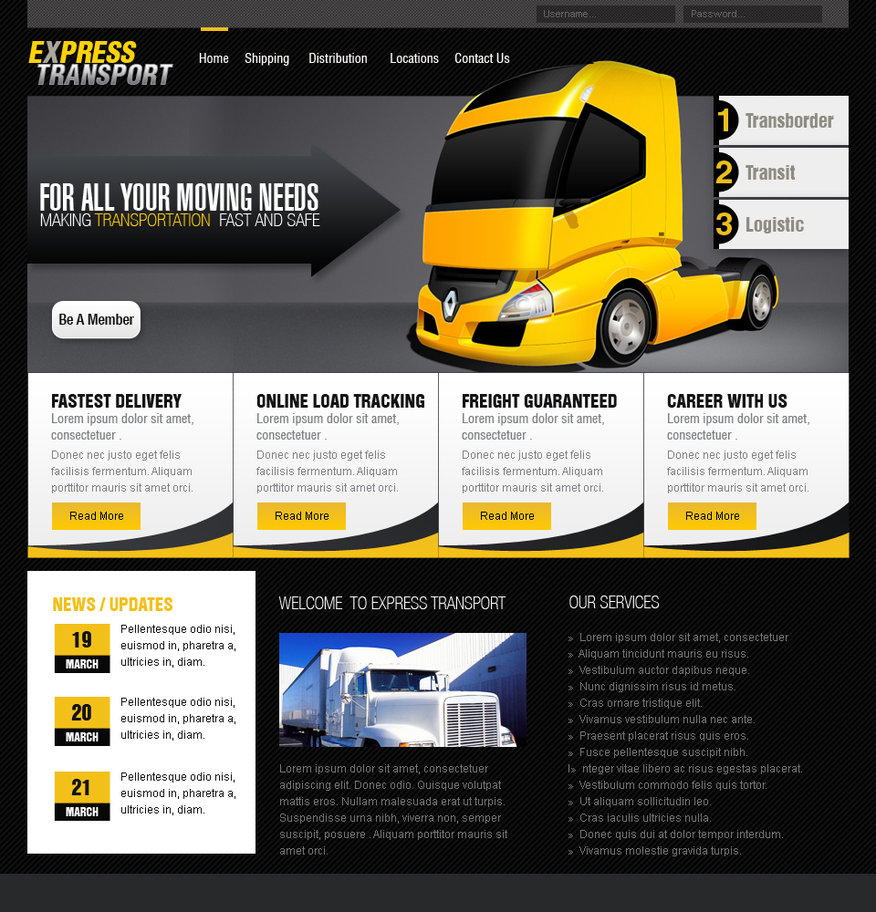 Username...
Password...
EXPRESS
TRANSPORT
Home
Shipping
Distribution
Locations
Contact Us
1
Transborder
2
Transit
3
Logistic
FOR ALL YOUR MOVING NEEDS
MAKING TRANSPORTATION FAST AND SAFE
Be A Member
FASTEST DELIVERY
Lorem ipsum dolor sit amet,
consectetuer .
Donec nec justo eget felis
facilisis fermentum. Aliquam
porttitor mauris sit amet orci.
Read More
ONLINE LOAD TRACKING
Lorem ipsum dolor sit amet,
consectetuer .
Donec nec justo eget felis
facilisis fermentum. Aliquam
porttitor mauris sit amet orci.
Read More
FREIGHT GUARANTEED
Lorem ipsum dolor sit amet,
consectetuer .
Donec nec justo eget felis
facilisis fermentum. Aliquam
porttitor mauris sit amet orci.
Read More
CAREER WITH US
Lorem ipsum dolor sit amet,
consectetuer .
Donec nec justo eget felis
facilisis fermentum. Aliquam
porttitor mauris sit amet orci.
Read More
NEWS / UPDATES
19
MARCH
Pellentesque odio nisi,
euismod in, pharetra a,
ultricies in, diam.
20
MARCH
Pellentesque odio nisi,
euismod in, pharetra a,
ultricies in, diam.
21
MARCH
Pellentesque odio nisi,
euismod in, pharetra a,
ultricies in, diam.
WELCOME TO EXPRESS TRANSPORT
Lorem ipsum dolor sit amet, consectetuer
adipiscing elit. Donec odio. Quisque volutpat
mattis eros. Nullam malesuada erat ut turpis.
Suspendisse urna nibh, viverra non, semper
suscipit, posuere . Aliquam porttitor mauris sit
amet orci.
OUR SERVICES
» Lorem ipsum dolor sit amet, consectetuer
» Aliquam tincidunt mauris eu risus.
» Vestibulum auctor dapibus neque.
» Nunc dignissim risus id metus.
» Cras ornare tristique elit.
» Vivamus vestibulum nulla nec ante.
» Praesent placerat risus quis eros.
» Fusce pellentesque suscipit nibh.
I» nteger vitae libero ac risus egestas placerat.
» Vestibulum commodo felis quis tortor.
» Ut aliquam sollicitudin leo.
» Cras iaculis ultricies nulla.
» Donec quis dui at dolor tempor interdum.
» Vivamus molestie gravida turpis.